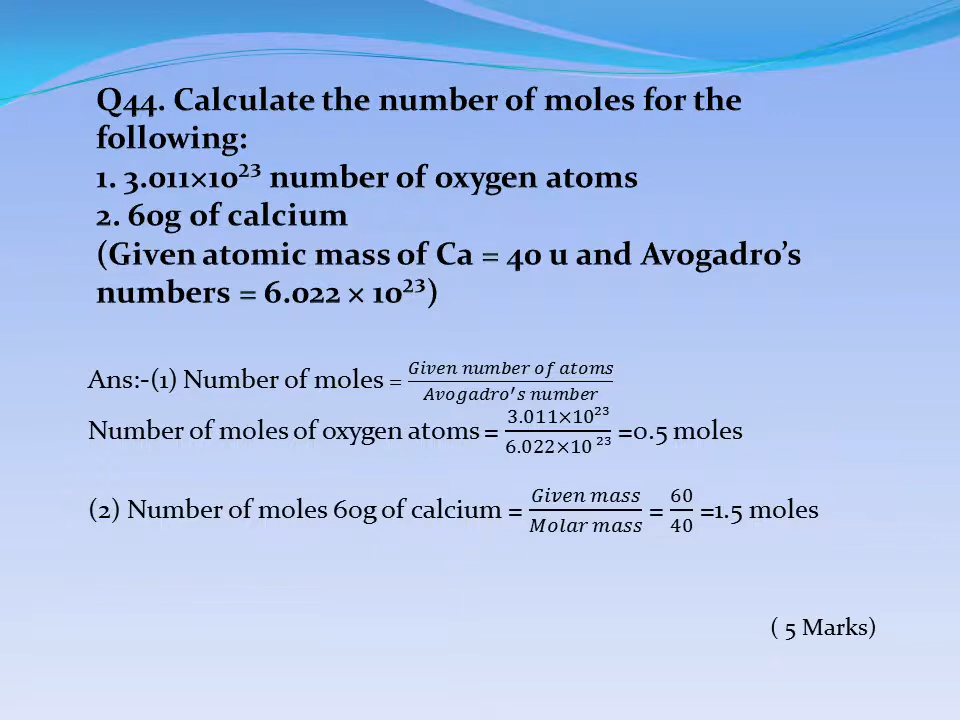 Q44. Calculate the number of moles for the
following:
1. 3.011×10²³ number of oxygen atoms
2. 60g of calcium
(Given atomic mass of Ca = 40 u and Avogadro’s
numbers = 6.022 × 10²³)
Ans:-(1) Number of moles = Given number of atoms / Avogadro′s number
Number of moles of oxygen atoms = 3.011×10²³ / 6.022×10 ²³ =0.5 moles
(2) Number of moles 60g of calcium = Given mass / Molar mass = 60 / 40 =1.5 moles
( 5 Marks)